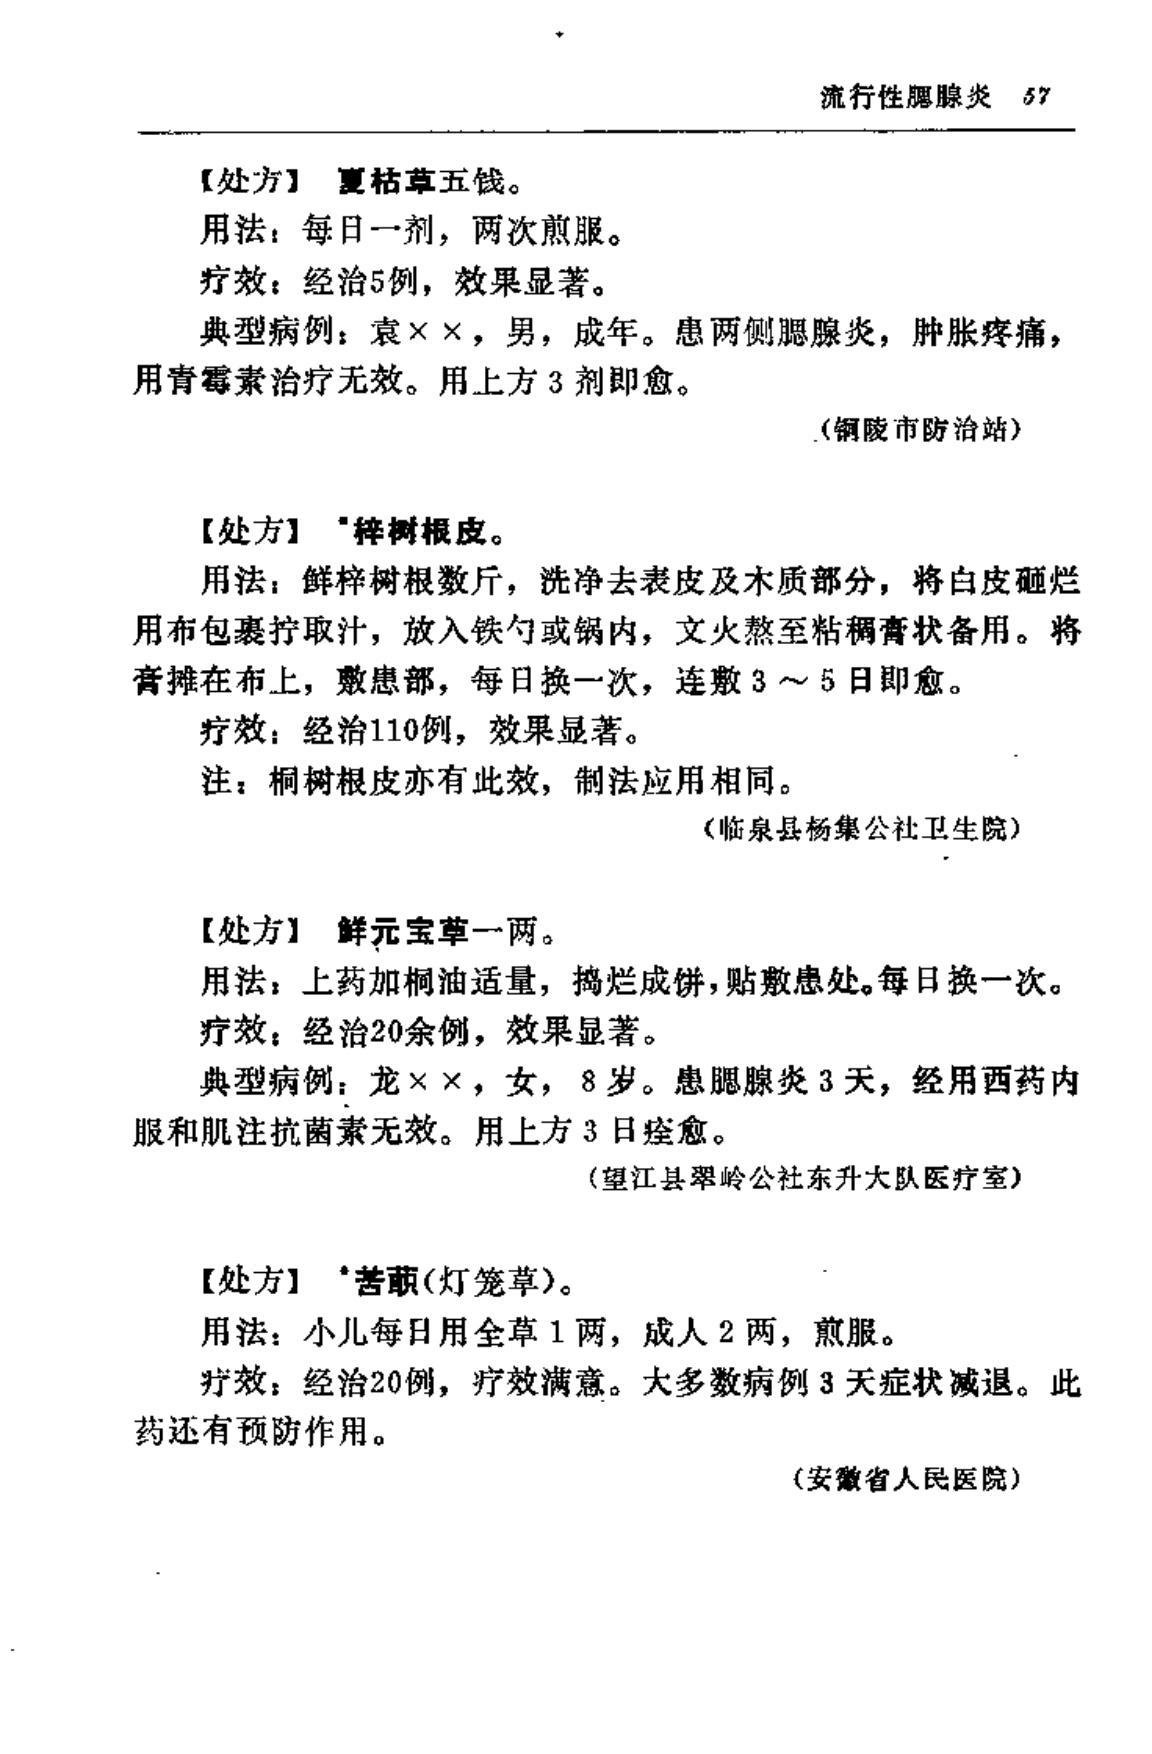 流行性腮腺炎 57
【处方】 夏枯草五钱。
用法：每日一剂，两次煎服。
疗效：经治5例，效果显著。
典型病例：袁××，男，成年。患两侧腮腺炎，肿胀疼痛，
用青霉素治疗无效。用上方3剂即愈。
（铜陵市防治站）
【处方】 *梓树根皮。
用法：鲜梓树根数斤，洗净去表皮及木质部分，将白皮砸烂
用布包裹拧取汁，放入铁勺或锅内，文火熬至粘稠膏状备用。将
膏摊在布上，敷患部，每日换一次，连敷3～5日即愈。
疗效：经治110例，效果显著。
注：桐树根皮亦有此效，制法应用相同。
（临泉县杨集公社卫生院）
【处方】 鲜元宝草一两。
用法：上药加桐油适量，捣烂成饼，贴敷患处。每日换一次。
疗效：经治20余例，效果显著。
典型病例：龙××，女，8岁。患腮腺炎3天，经用西药内
服和肌注抗菌素无效。用上方3日痊愈。
（望江县翠岭公社东升大队医疗室）
【处方】 *苦蘵（灯笼草）。
用法：小儿每日用全草1两，成人2两，煎服。
疗效：经治20例，疗效满意。大多数病例3天症状减退。此
药还有预防作用。
（安徽省人民医院）